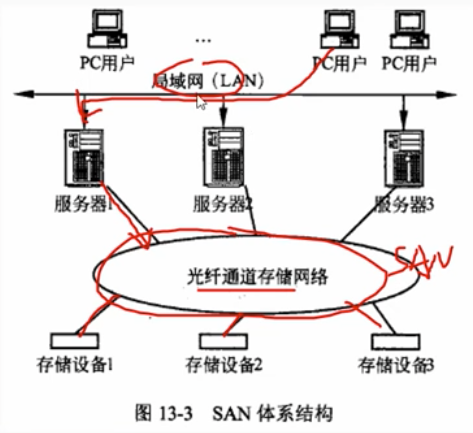 PC用户 … PC用户 PC用户
局域网（LAN）
服务器1 服务器2 服务器3
SAN
光纤通道存储网络
存储设备1 存储设备2 存储设备3
图 13-3 SAN 体系结构